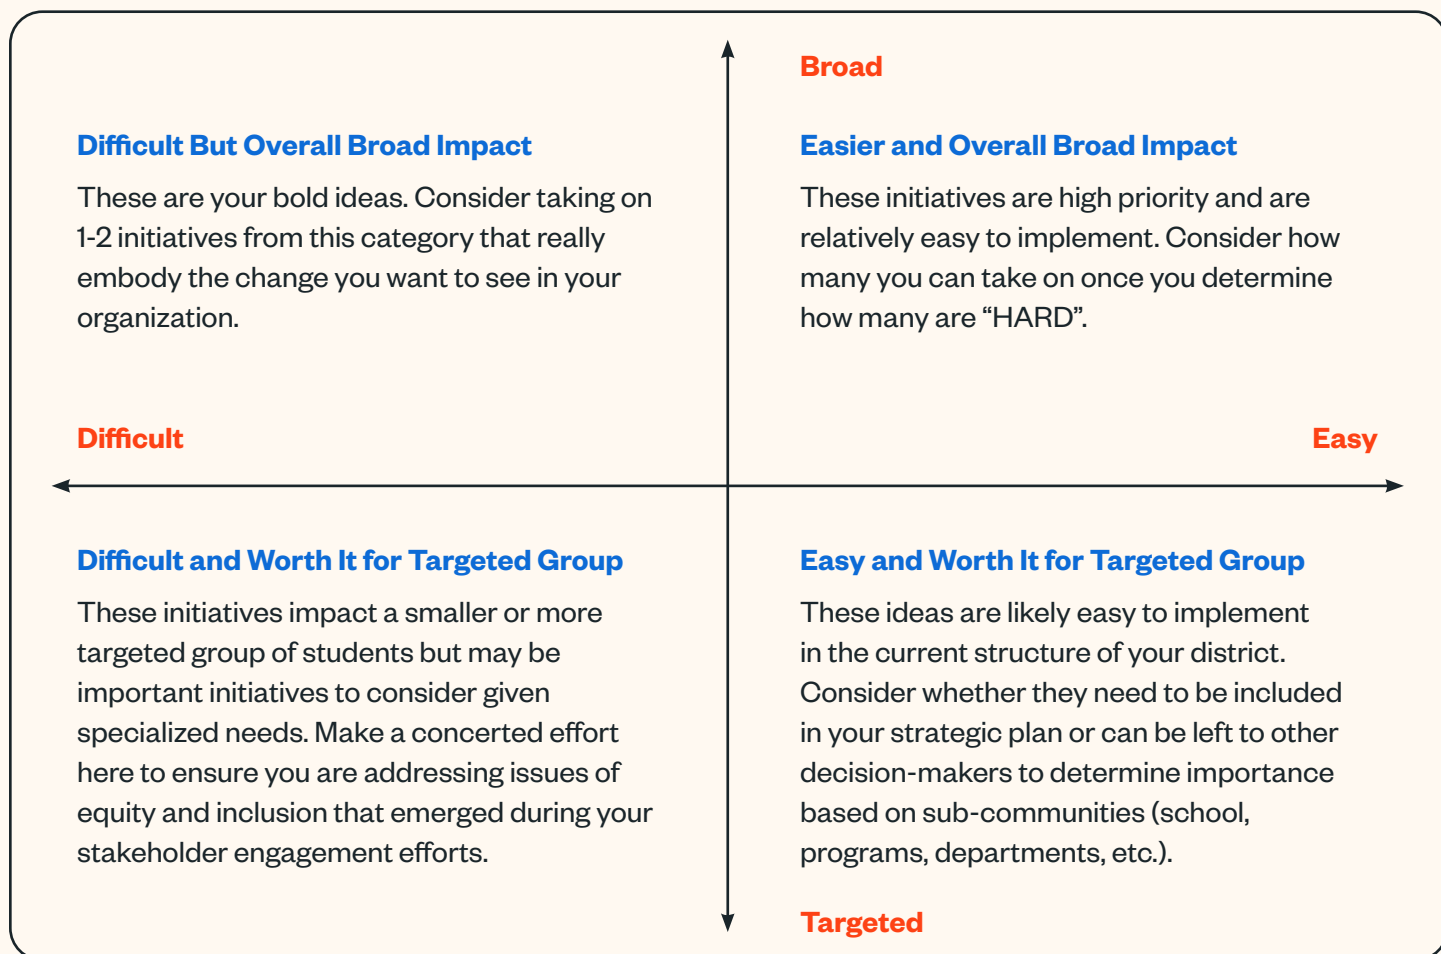 Broad
Difficult But Overall Broad Impact
These are your bold ideas. Consider taking on
1-2 initiatives from this category that really
embody the change you want to see in your
organization.
Easier and Overall Broad Impact
These initiatives are high priority and are
relatively easy to implement. Consider how
many you can take on once you determine
how many are “HARD”.
Difficult
Easy
Difficult and Worth It for Targeted Group
These initiatives impact a smaller or more
targeted group of students but may be
important initiatives to consider given
specialized needs. Make a concerted effort
here to ensure you are addressing issues of
equity and inclusion that emerged during your
stakeholder engagement efforts.
Easy and Worth It for Targeted Group
These ideas are likely easy to implement
in the current structure of your district.
Consider whether they need to be included
in your strategic plan or can be left to other
decision-makers to determine importance
based on sub-communities (school,
programs, departments, etc.).
Targeted